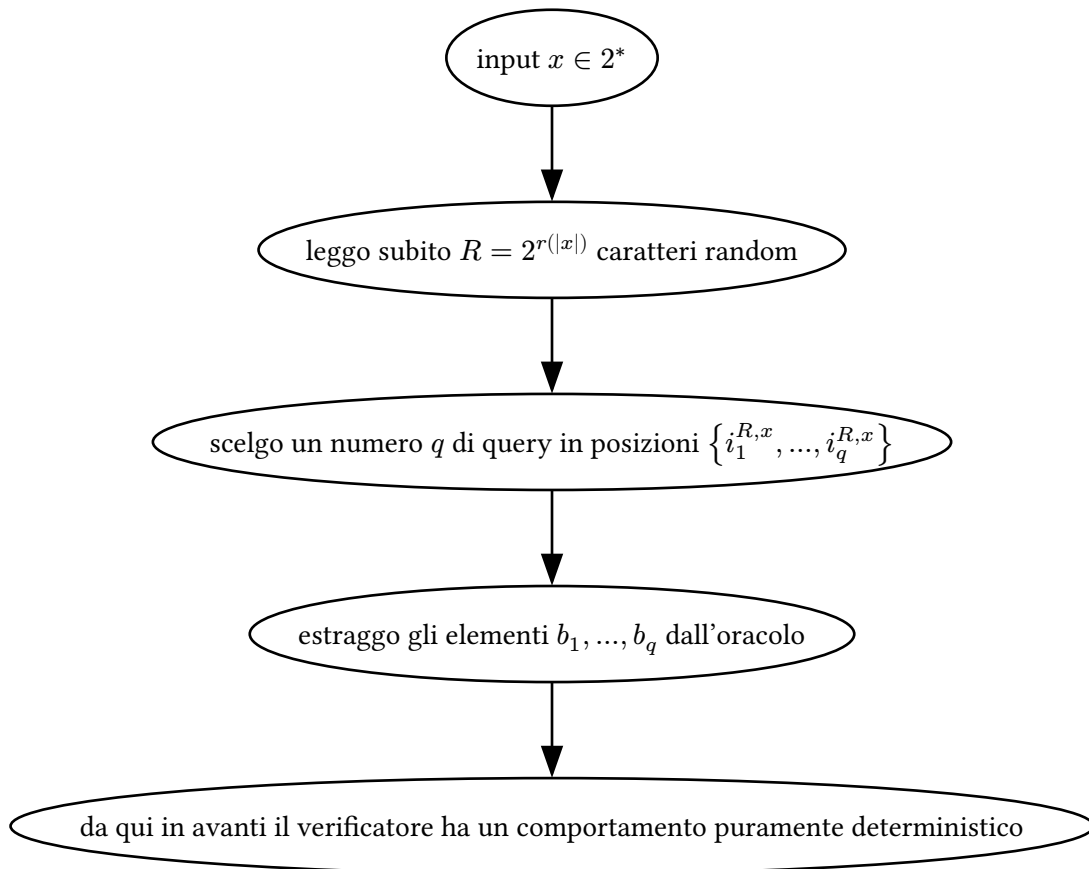 input x ∈ 2*
leggo subito R = 2^{r(|x|)} caratteri random
scelgo un numero q di query in posizioni {i_1^{R,x}, ..., i_q^{R,x}}
estraggo gli elementi b_1, ..., b_q dall'oracolo
da qui in avanti il verificatore ha un comportamento puramente deterministico